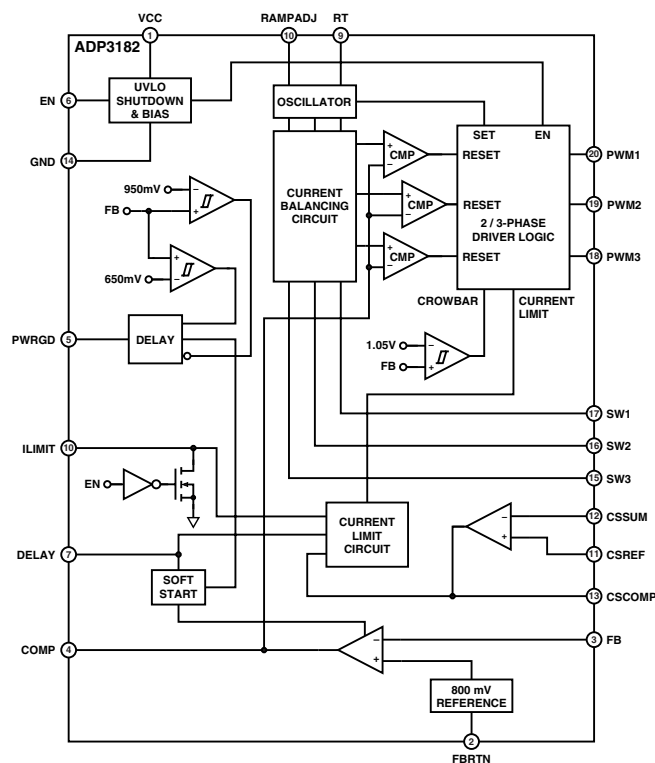 VCC
RAMPADJ
RT
1
10
9
ADP3182
EN
6
UVLO
SHUTDOWN
& BIAS
OSCILLATOR
SET
EN
GND
14
CURRENT
BALANCING
CIRCUIT
+
–
CMP
RESET
20
PWM1
950mV
–
+
FB
+
–
CMP
RESET
19
PWM2
2 / 3-PHASE
DRIVER LOGIC
+
–
CMP
RESET
18
PWM3
650mV
+
–
CROWBAR
CURRENT
LIMIT
PWRGD
5
DELAY
1.05V
–
FB
+
17
SW1
ILIMIT
10
16
SW2
EN
15
SW3
CURRENT
LIMIT
CIRCUIT
–
12
CSSUM
+
11
CSREF
DELAY
7
SOFT
START
13
CSCOMP
COMP
4
–
+
3
FB
800 mV
REFERENCE
2
FBRTN